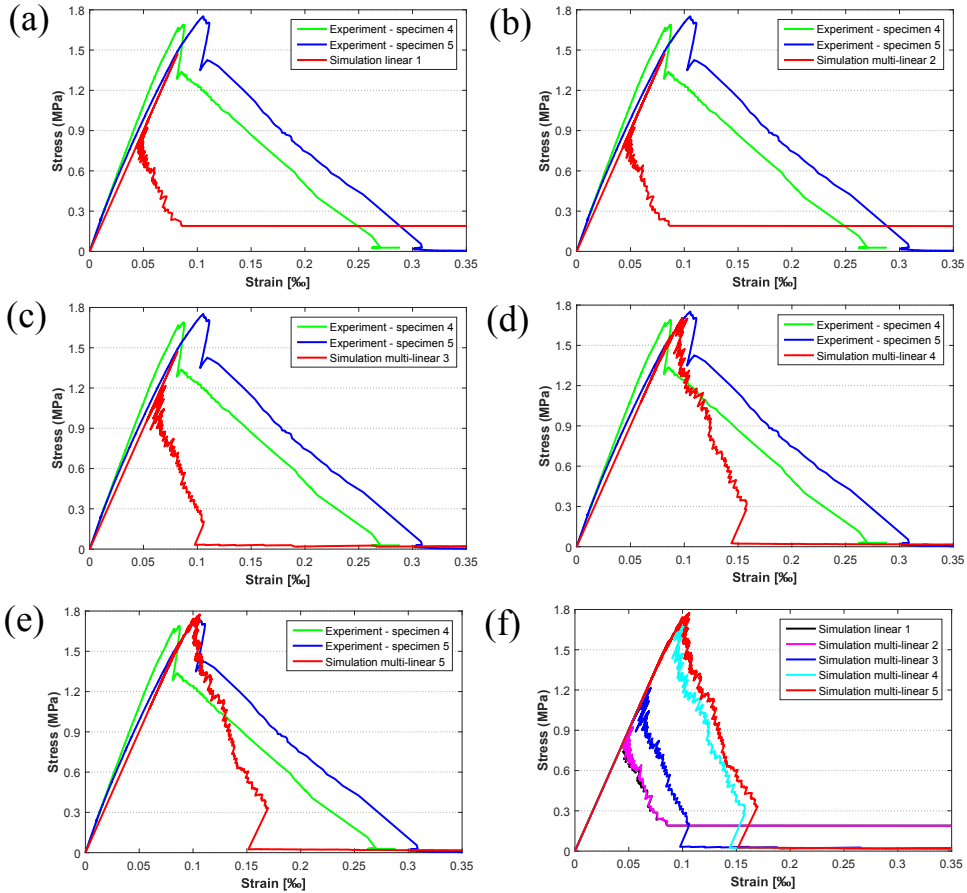 (a)
1.8
1.5
1.2
0.9
0.6
0.3
0
Stress (MPa)
Experiment - specimen 4
Experiment - specimen 5
Simulation linear 1
0 0.05 0.1 0.15 0.2 0.25 0.3 0.35
Strain [‰]
(b)
1.8
1.5
1.2
0.9
0.6
0.3
0
Stress (MPa)
Experiment - specimen 4
Experiment - specimen 5
Simulation multi-linear 2
0 0.05 0.1 0.15 0.2 0.25 0.3 0.35
Strain [‰]
(c)
1.8
1.5
1.2
0.9
0.6
0.3
0
Stress (MPa)
Experiment - specimen 4
Experiment - specimen 5
Simulation multi-linear 3
0 0.05 0.1 0.15 0.2 0.25 0.3 0.35
Strain [‰]
(d)
1.8
1.5
1.2
0.9
0.6
0.3
0
Stress (MPa)
Experiment - specimen 4
Experiment - specimen 5
Simulation multi-linear 4
0 0.05 0.1 0.15 0.2 0.25 0.3 0.35
Strain [‰]
(e)
1.8
1.5
1.2
0.9
0.6
0.3
0
Stress (MPa)
Experiment - specimen 4
Experiment - specimen 5
Simulation multi-linear 5
0 0.05 0.1 0.15 0.2 0.25 0.3 0.35
Strain [‰]
(f)
1.8
1.5
1.2
0.9
0.6
0.3
0
Stress (MPa)
Simulation linear 1
Simulation multi-linear 2
Simulation multi-linear 3
Simulation multi-linear 4
Simulation multi-linear 5
0 0.05 0.1 0.15 0.2 0.25 0.3 0.35
Strain [‰]